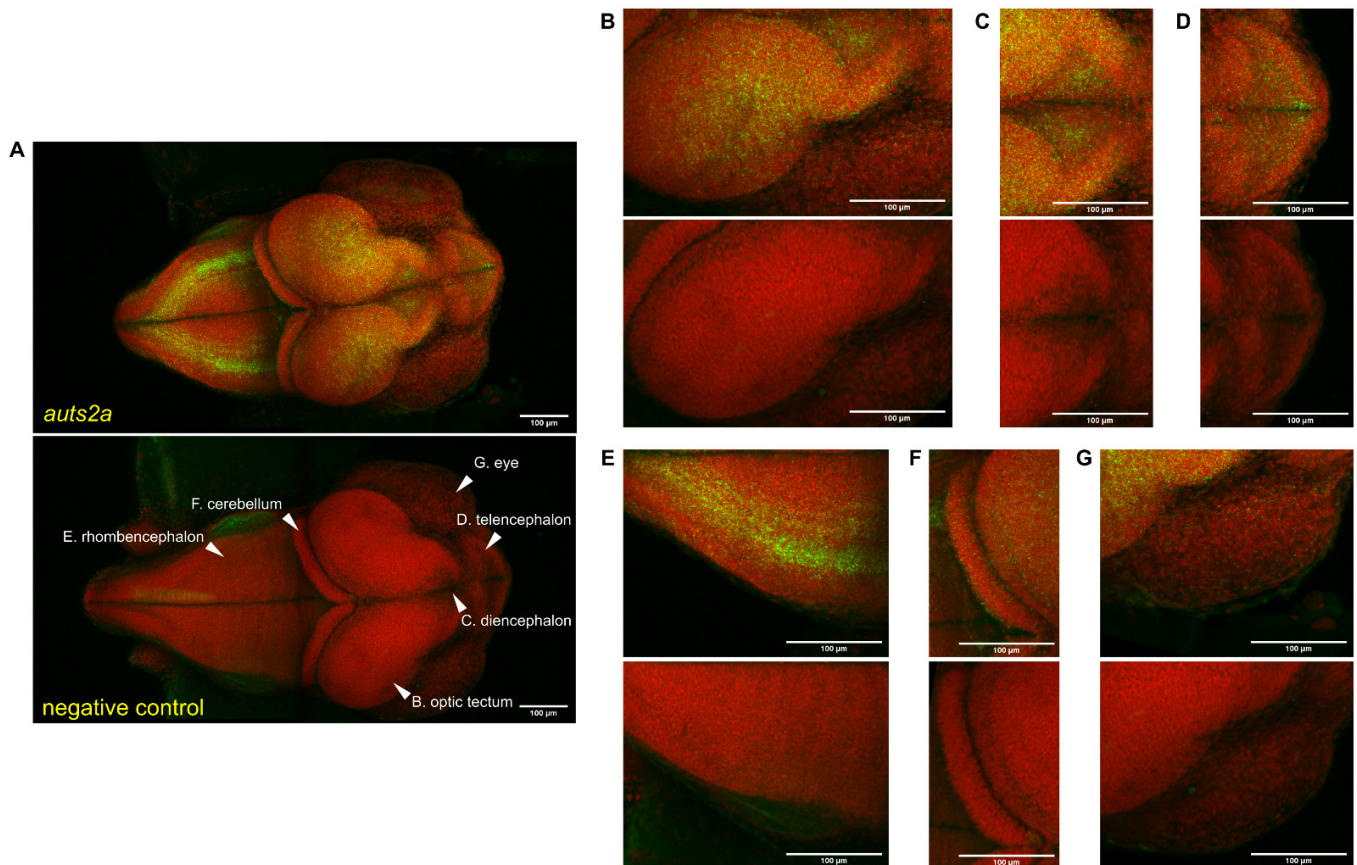 A
auts2a
100 µm
G. eye
F. cerebellum
D. telencephalon
E. rhombencephalon
C. diencephalon
B. optic tectum
negative control
100 µm
B
100 µm
100 µm
C
100 µm
100 µm
D
100 µm
100 µm
E
100 µm
100 µm
F
100 µm
100 µm
G
100 µm
100 µm